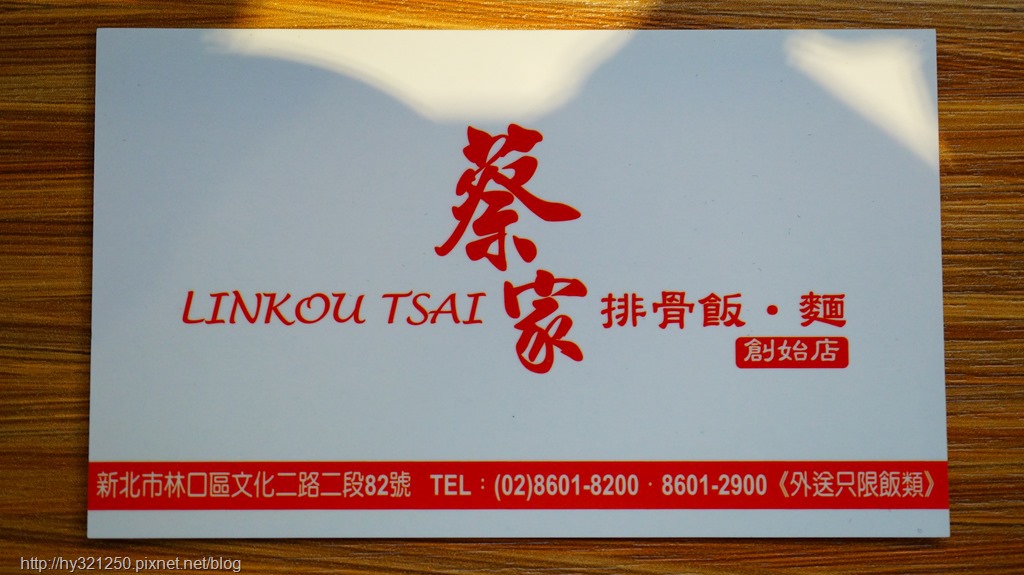 蔡家
LINKOU TSAI 排骨飯・麵
創始店
新北市林口區文化二路二段82號 TEL：(02)8601-8200‧8601-2900《外送只限飯類》
http://hy321250.pixnet.net/blog